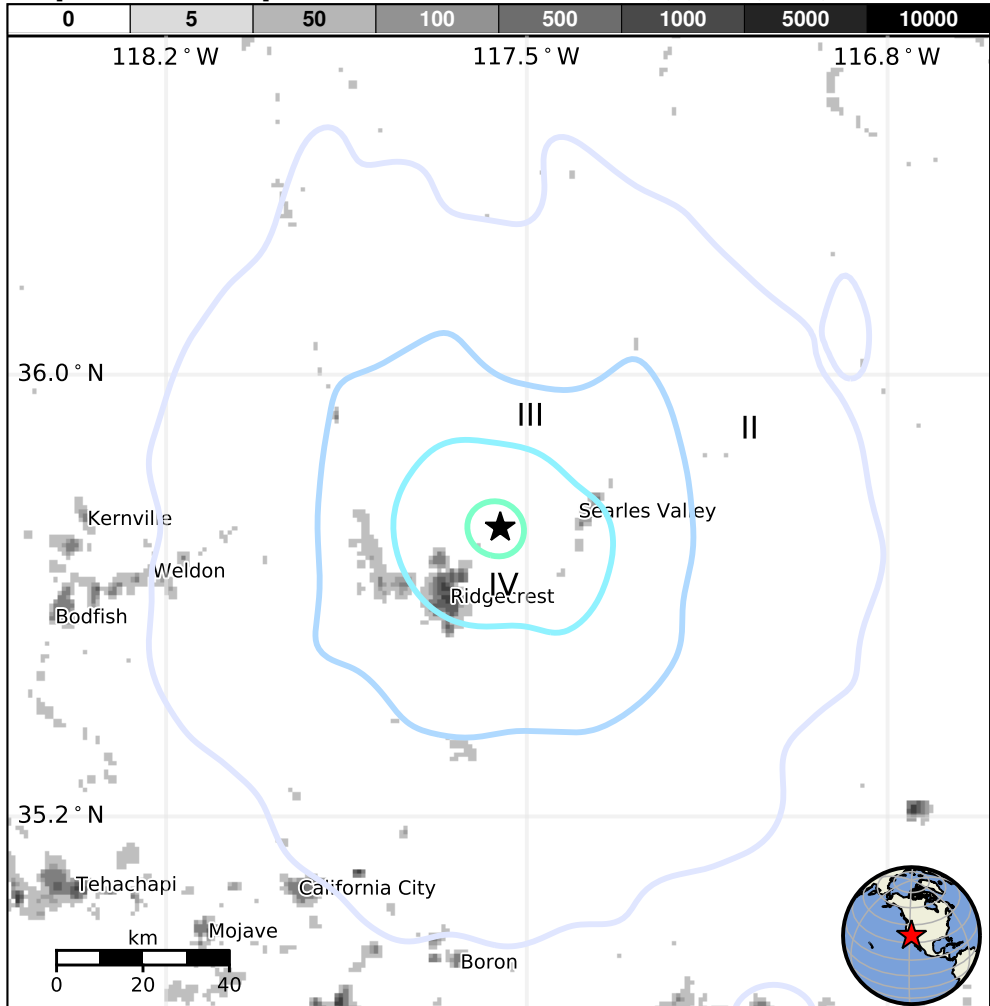 0 5 50 100 500 1000 5000 10000
118.2°W 117.5°W 116.8°W
36.0°N
III
II
Kernville
Searles Valley
Weldon
IV
Ridgecrest
Bodfish
35.2°N
Tehachapi
California City
Mojave
km
Boron
0 20 40